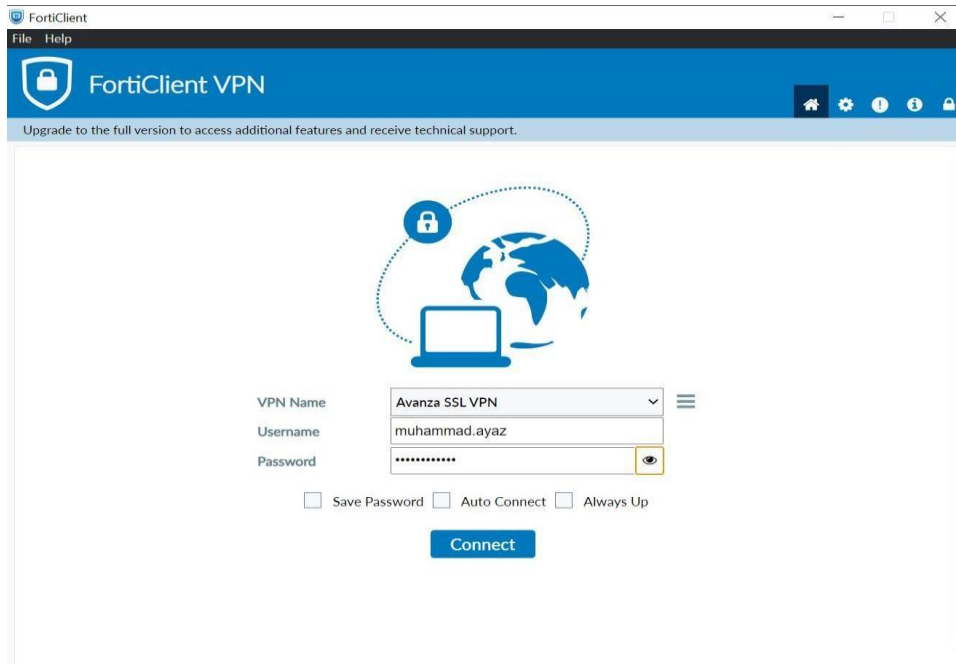 FortiClient
File Help
FortiClient VPN
Upgrade to the full version to access additional features and receive technical support.
VPN Name Avanza SSL VPN
Username muhammad.ayaz
Password ••••••••••••
Save Password Auto Connect Always Up
Connect